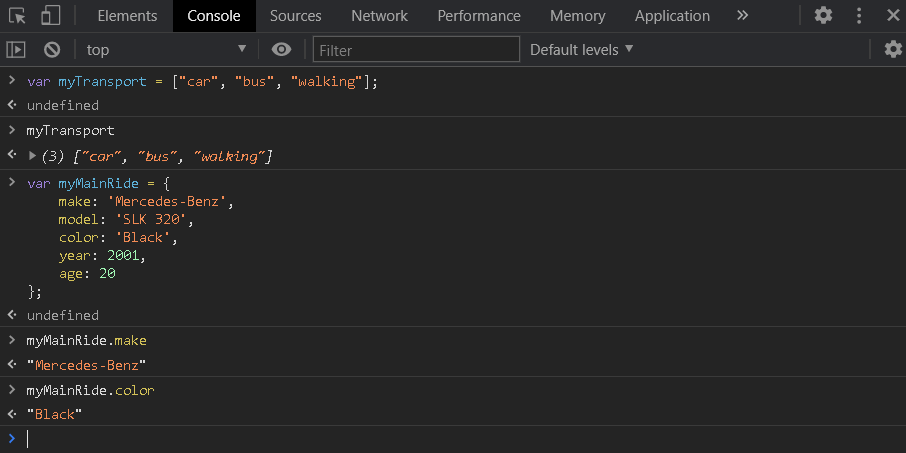 Elements Console Sources Network Performance Memory Application »
top ▼ Filter Default levels ▼
> var myTransport = ["car", "bus", "walking"];
<· undefined
> myTransport
<· ▶ (3) ["car", "bus", "walking"]
> var myMainRide = {
make: 'Mercedes-Benz',
model: 'SLK 320',
color: 'Black',
year: 2001,
age: 20
};
<· undefined
> myMainRide.make
<· "Mercedes-Benz"
> myMainRide.color
<· "Black"
>